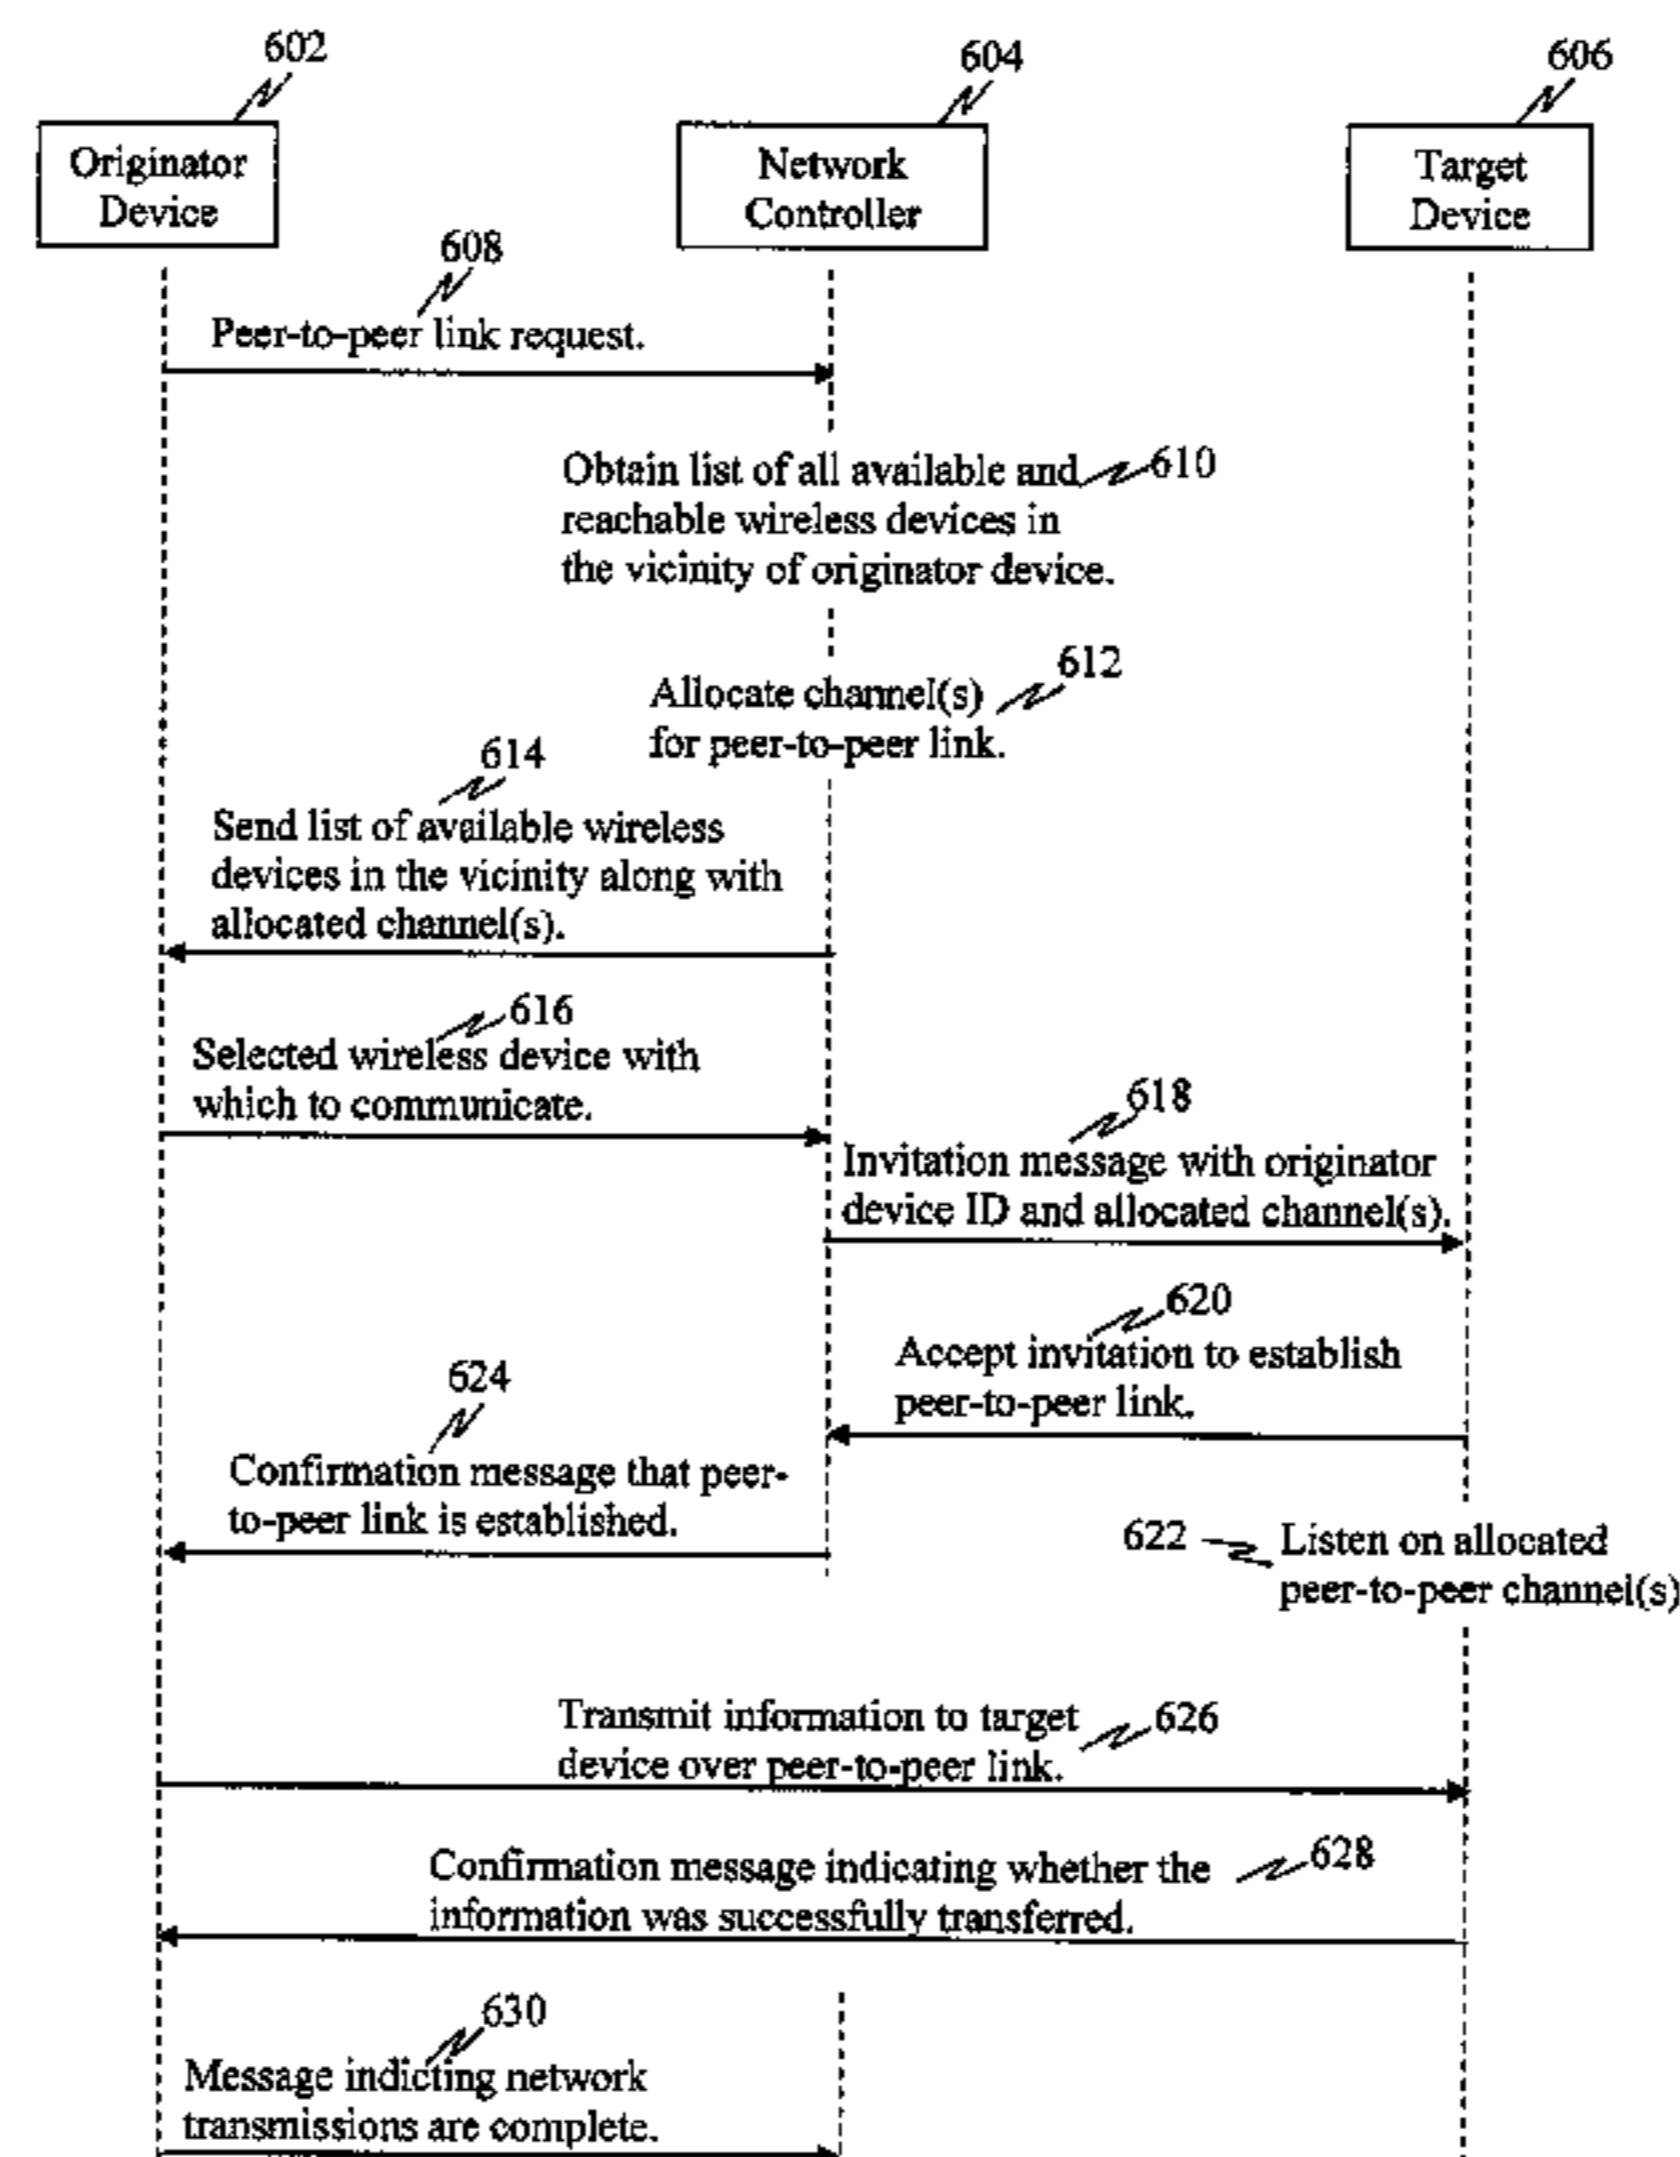 602
604
606
Originator
Device
Network
Controller
Target
Device
608
Peer-to-peer link request.
Obtain list of all available and
610
reachable wireless devices in
the vicinity of originator device.
612
Allocate channel(s)
for peer-to-peer link.
614
Send list of available wireless
devices in the vicinity along with
allocated channel(s).
616
Selected wireless device with
which to communicate.
618
Invitation message with originator
device ID and allocated channel(s).
620
Accept invitation to establish
peer-to-peer link.
624
Confirmation message that peer-
to-peer link is established.
622
Listen on allocated
peer-to-peer channel(s)
Transmit information to target
626
device over peer-to-peer link.
Confirmation message indicating whether the
628
information was successfully transferred.
630
Message indicting network
transmissions are complete.